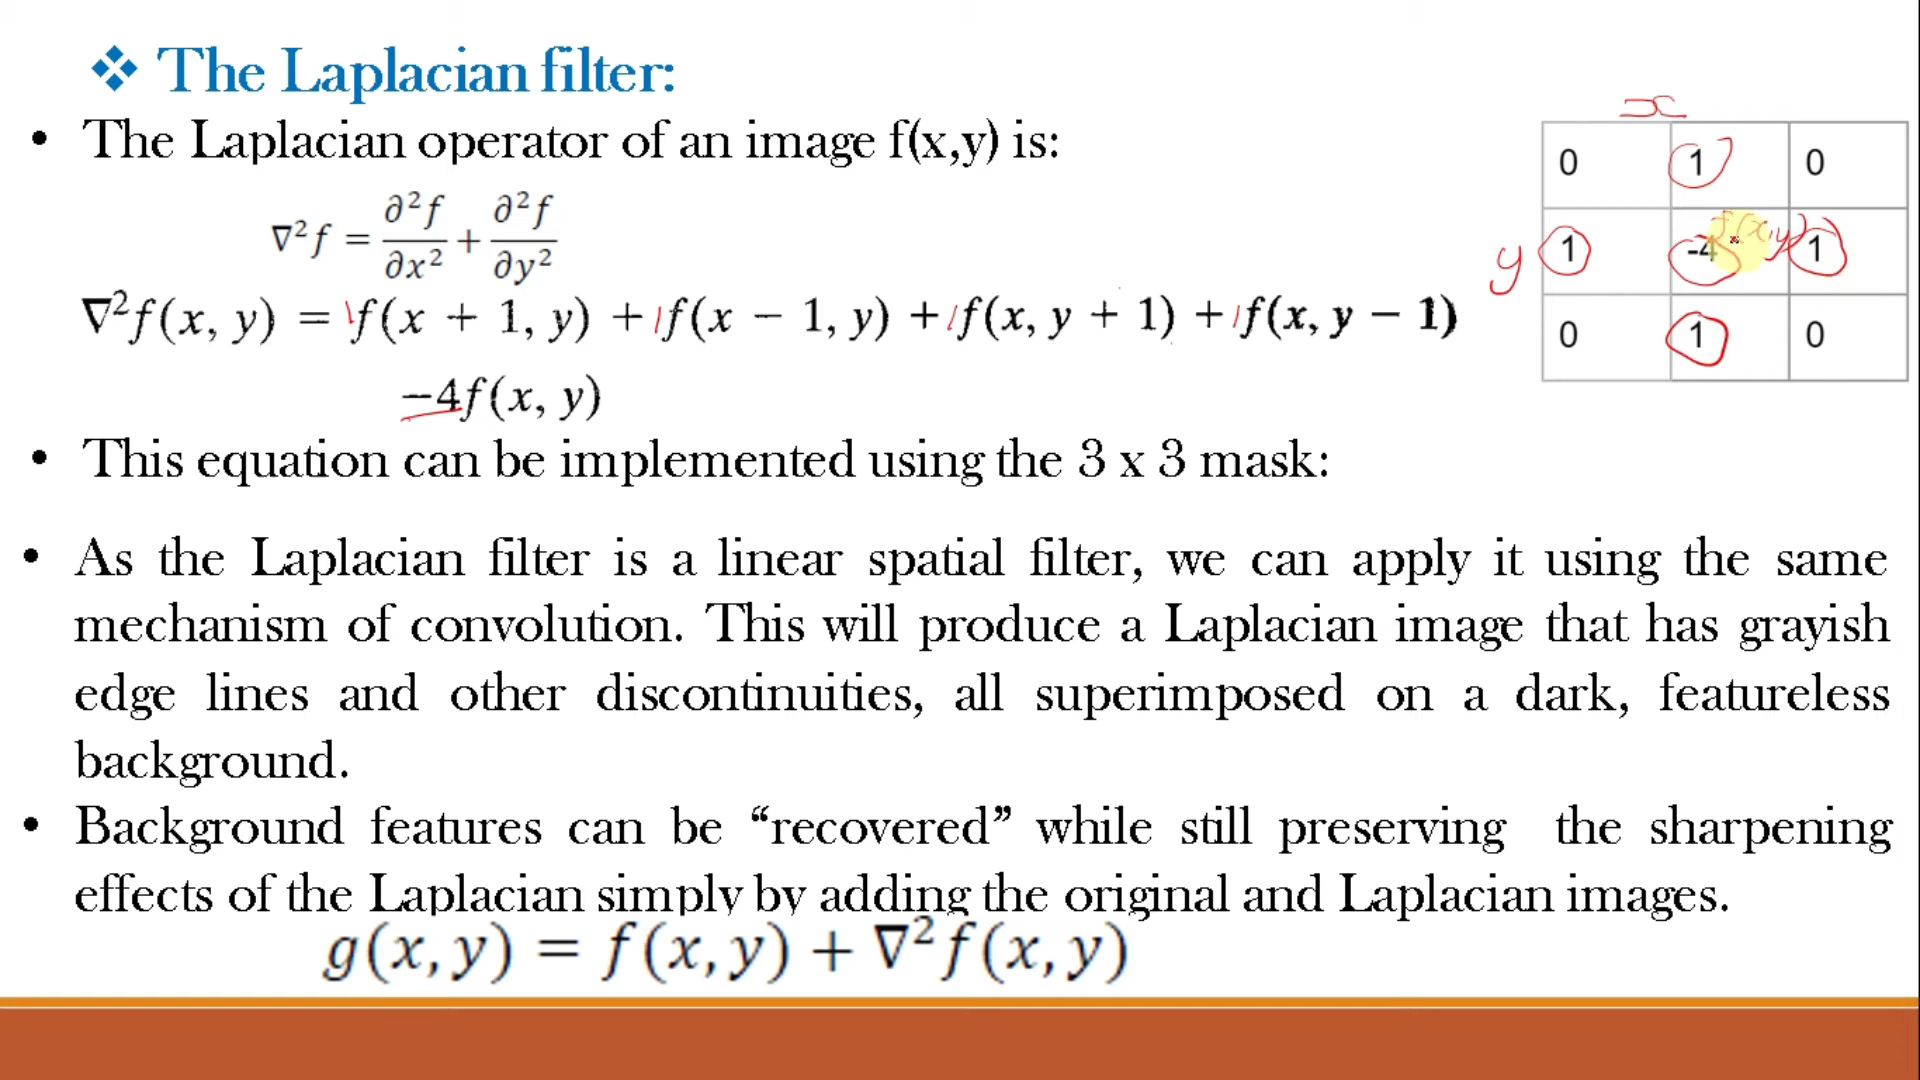 ❖ The Laplacian filter:
• The Laplacian operator of an image f(x,y) is:
∇²f = ∂²f/∂x² + ∂²f/∂y²
∇²f(x, y) = 1f(x + 1, y) + 1f(x − 1, y) + 1f(x, y + 1) + 1f(x, y − 1)
−4f(x, y)
x
0 1 0
y 1 -4 f(x,y) 1
0 1 0
• This equation can be implemented using the 3 x 3 mask:
• As the Laplacian filter is a linear spatial filter, we can apply it using the same
mechanism of convolution. This will produce a Laplacian image that has grayish
edge lines and other discontinuities, all superimposed on a dark, featureless
background.
• Background features can be “recovered” while still preserving the sharpening
effects of the Laplacian simply by adding the original and Laplacian images.
g(x,y) = f(x,y) + ∇²f(x,y)